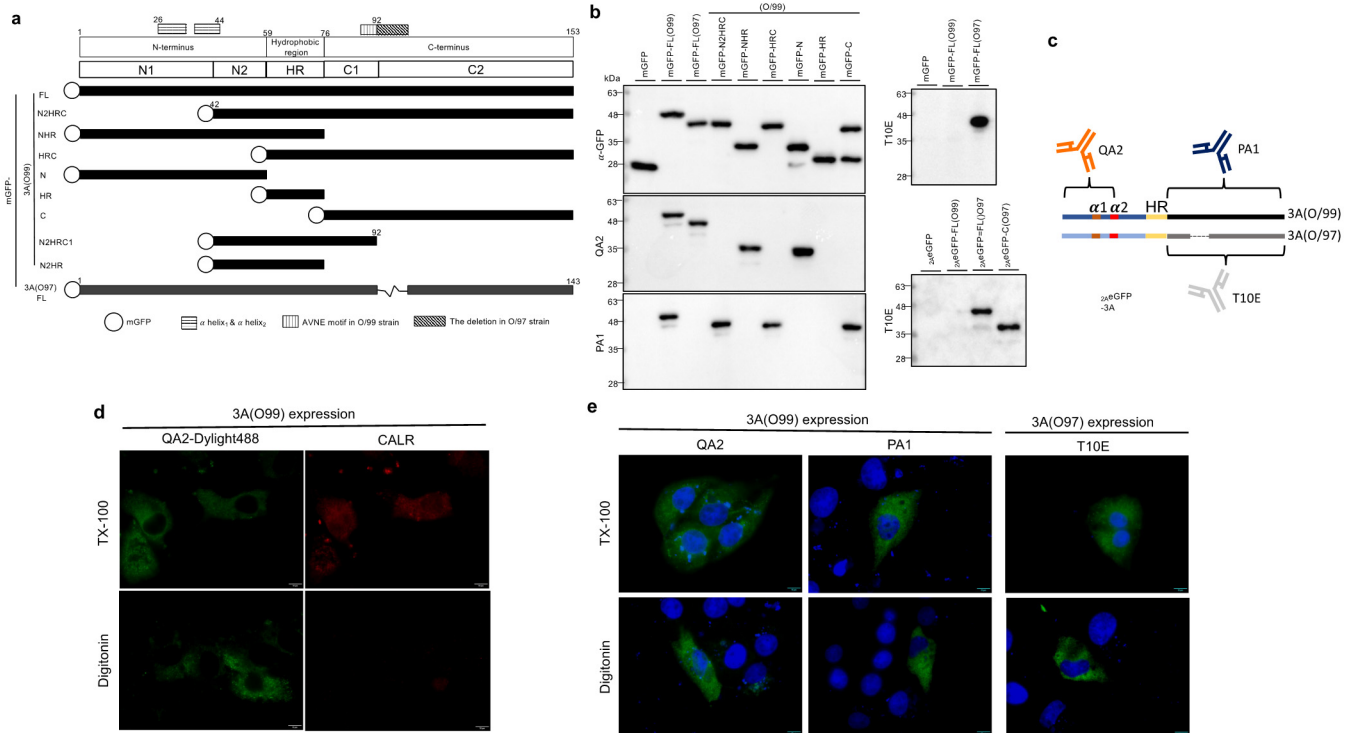 a
26 44 92
1 59 76 153
N-terminus Hydrophobic region C-terminus
N1 N2 HR C1 C2
mGFP-
3A(O99)
FL
N2HRC 42
NHR
HRC
N
HR
C
N2HRC1 92
N2HR
3A(O97) FL 1 143
mGFP
α helix₁ & α helix₂
AVNE motif in O/99 strain
The deletion in O/97 strain
b
(O/99)
mGFP
mGFP-FL(O99)
mGFP-FL(O97)
mGFP-N2HRC
mGFP-NHR
mGFP-HRC
mGFP-N
mGFP-HR
mGFP-C
kDa
α-GFP
63
48
35
28
QA2
63
48
35
28
PA1
63
48
35
28
mGFP
mGFP-FL(O99)
mGFP-FL(O97)
T10E
63
48
35
28
2AeGFP
2AeGFP-FL(O99)
2AeGFP=FL()O97
2AeGFP-C(O97)
T10E
63
48
35
28
c
QA2
PA1
α1 α2 HR
3A(O/99)
3A(O/97)
T10E
2AeGFP
-3A
d
3A(O99) expression
QA2-Dylight488 CALR
TX-100
Digitonin
e
3A(O99) expression 3A(O97) expression
QA2 PA1 T10E
TX-100
Digitonin